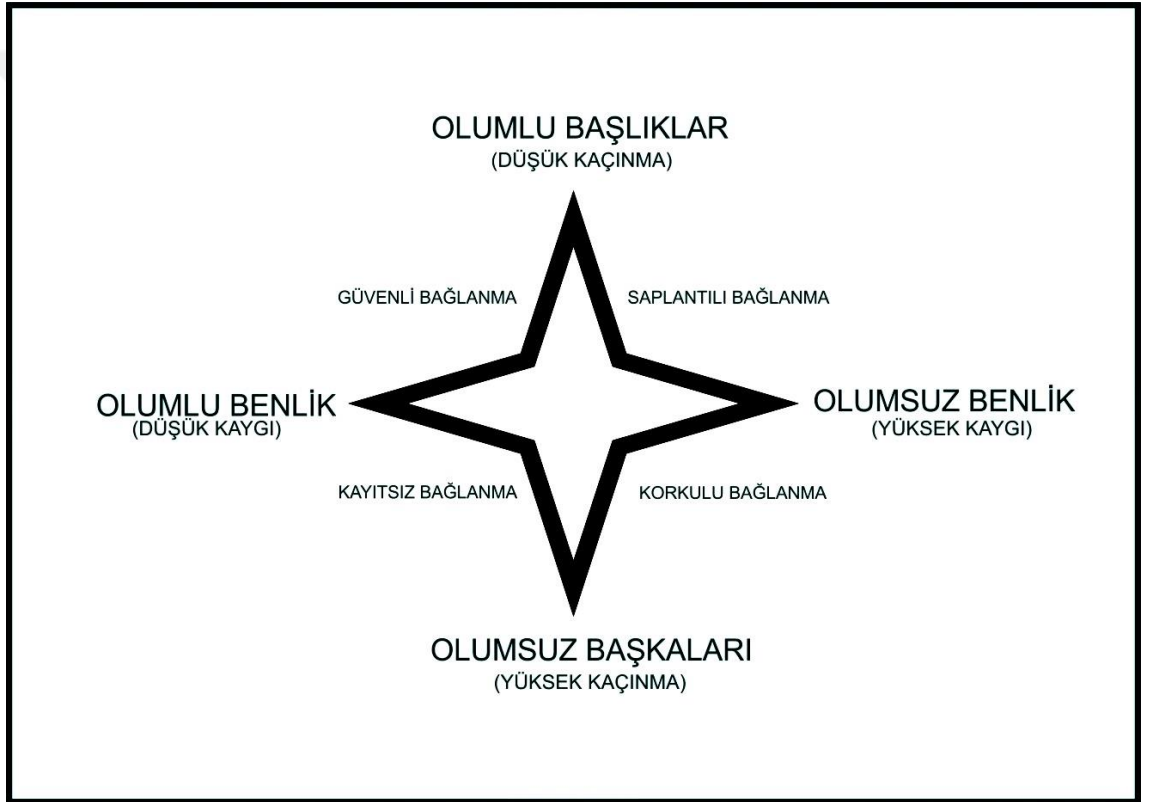 OLUMLU BAŞLIKLAR
(DÜŞÜK KAÇINMA)
GÜVENLİ BAĞLANMA
SAPLANTILI BAĞLANMA
OLUMLU BENLİK
(DÜŞÜK KAYGI)
OLUMSUZ BENLİK
(YÜKSEK KAYGI)
KAYITSIZ BAĞLANMA
KORKULU BAĞLANMA
OLUMSUZ BAŞKALARI
(YÜKSEK KAÇINMA)